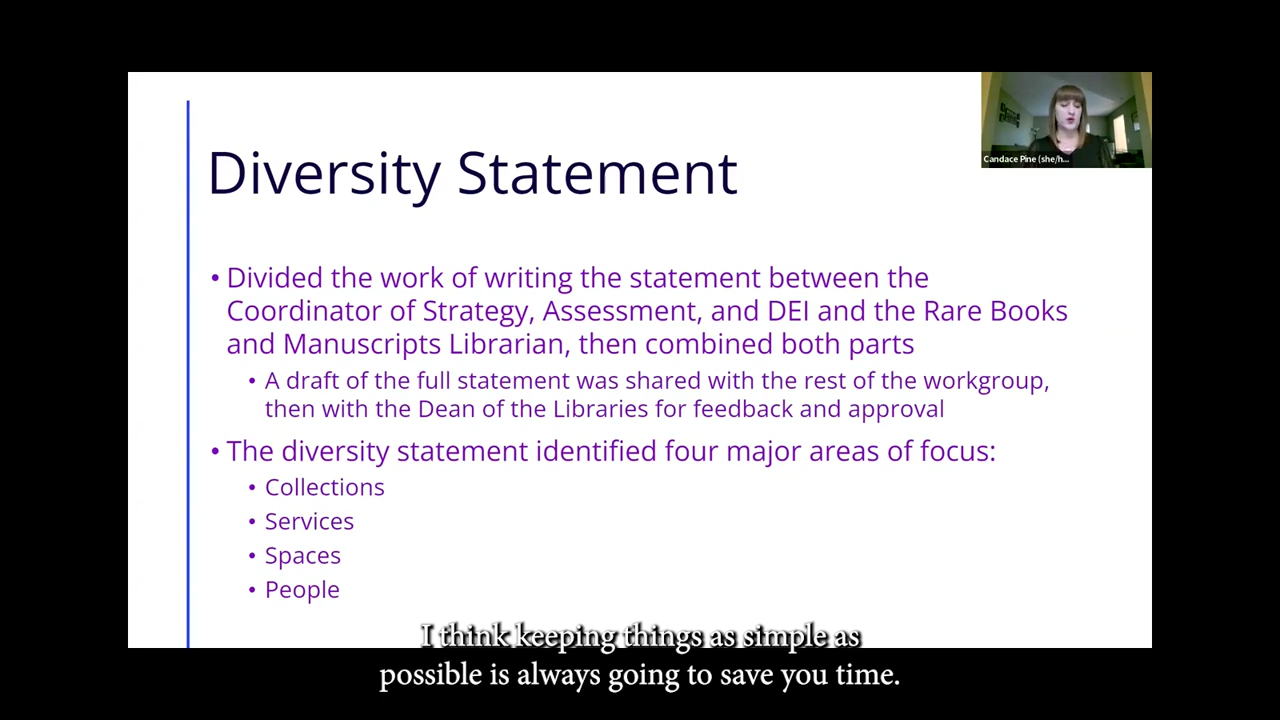 Candace Pine (she/h...
Diversity Statement
• Divided the work of writing the statement between the
Coordinator of Strategy, Assessment, and DEI and the Rare Books
and Manuscripts Librarian, then combined both parts
• A draft of the full statement was shared with the rest of the workgroup,
then with the Dean of the Libraries for feedback and approval
• The diversity statement identified four major areas of focus:
• Collections
• Services
• Spaces
• People
I think keeping things as simple as
possible is always going to save you time.